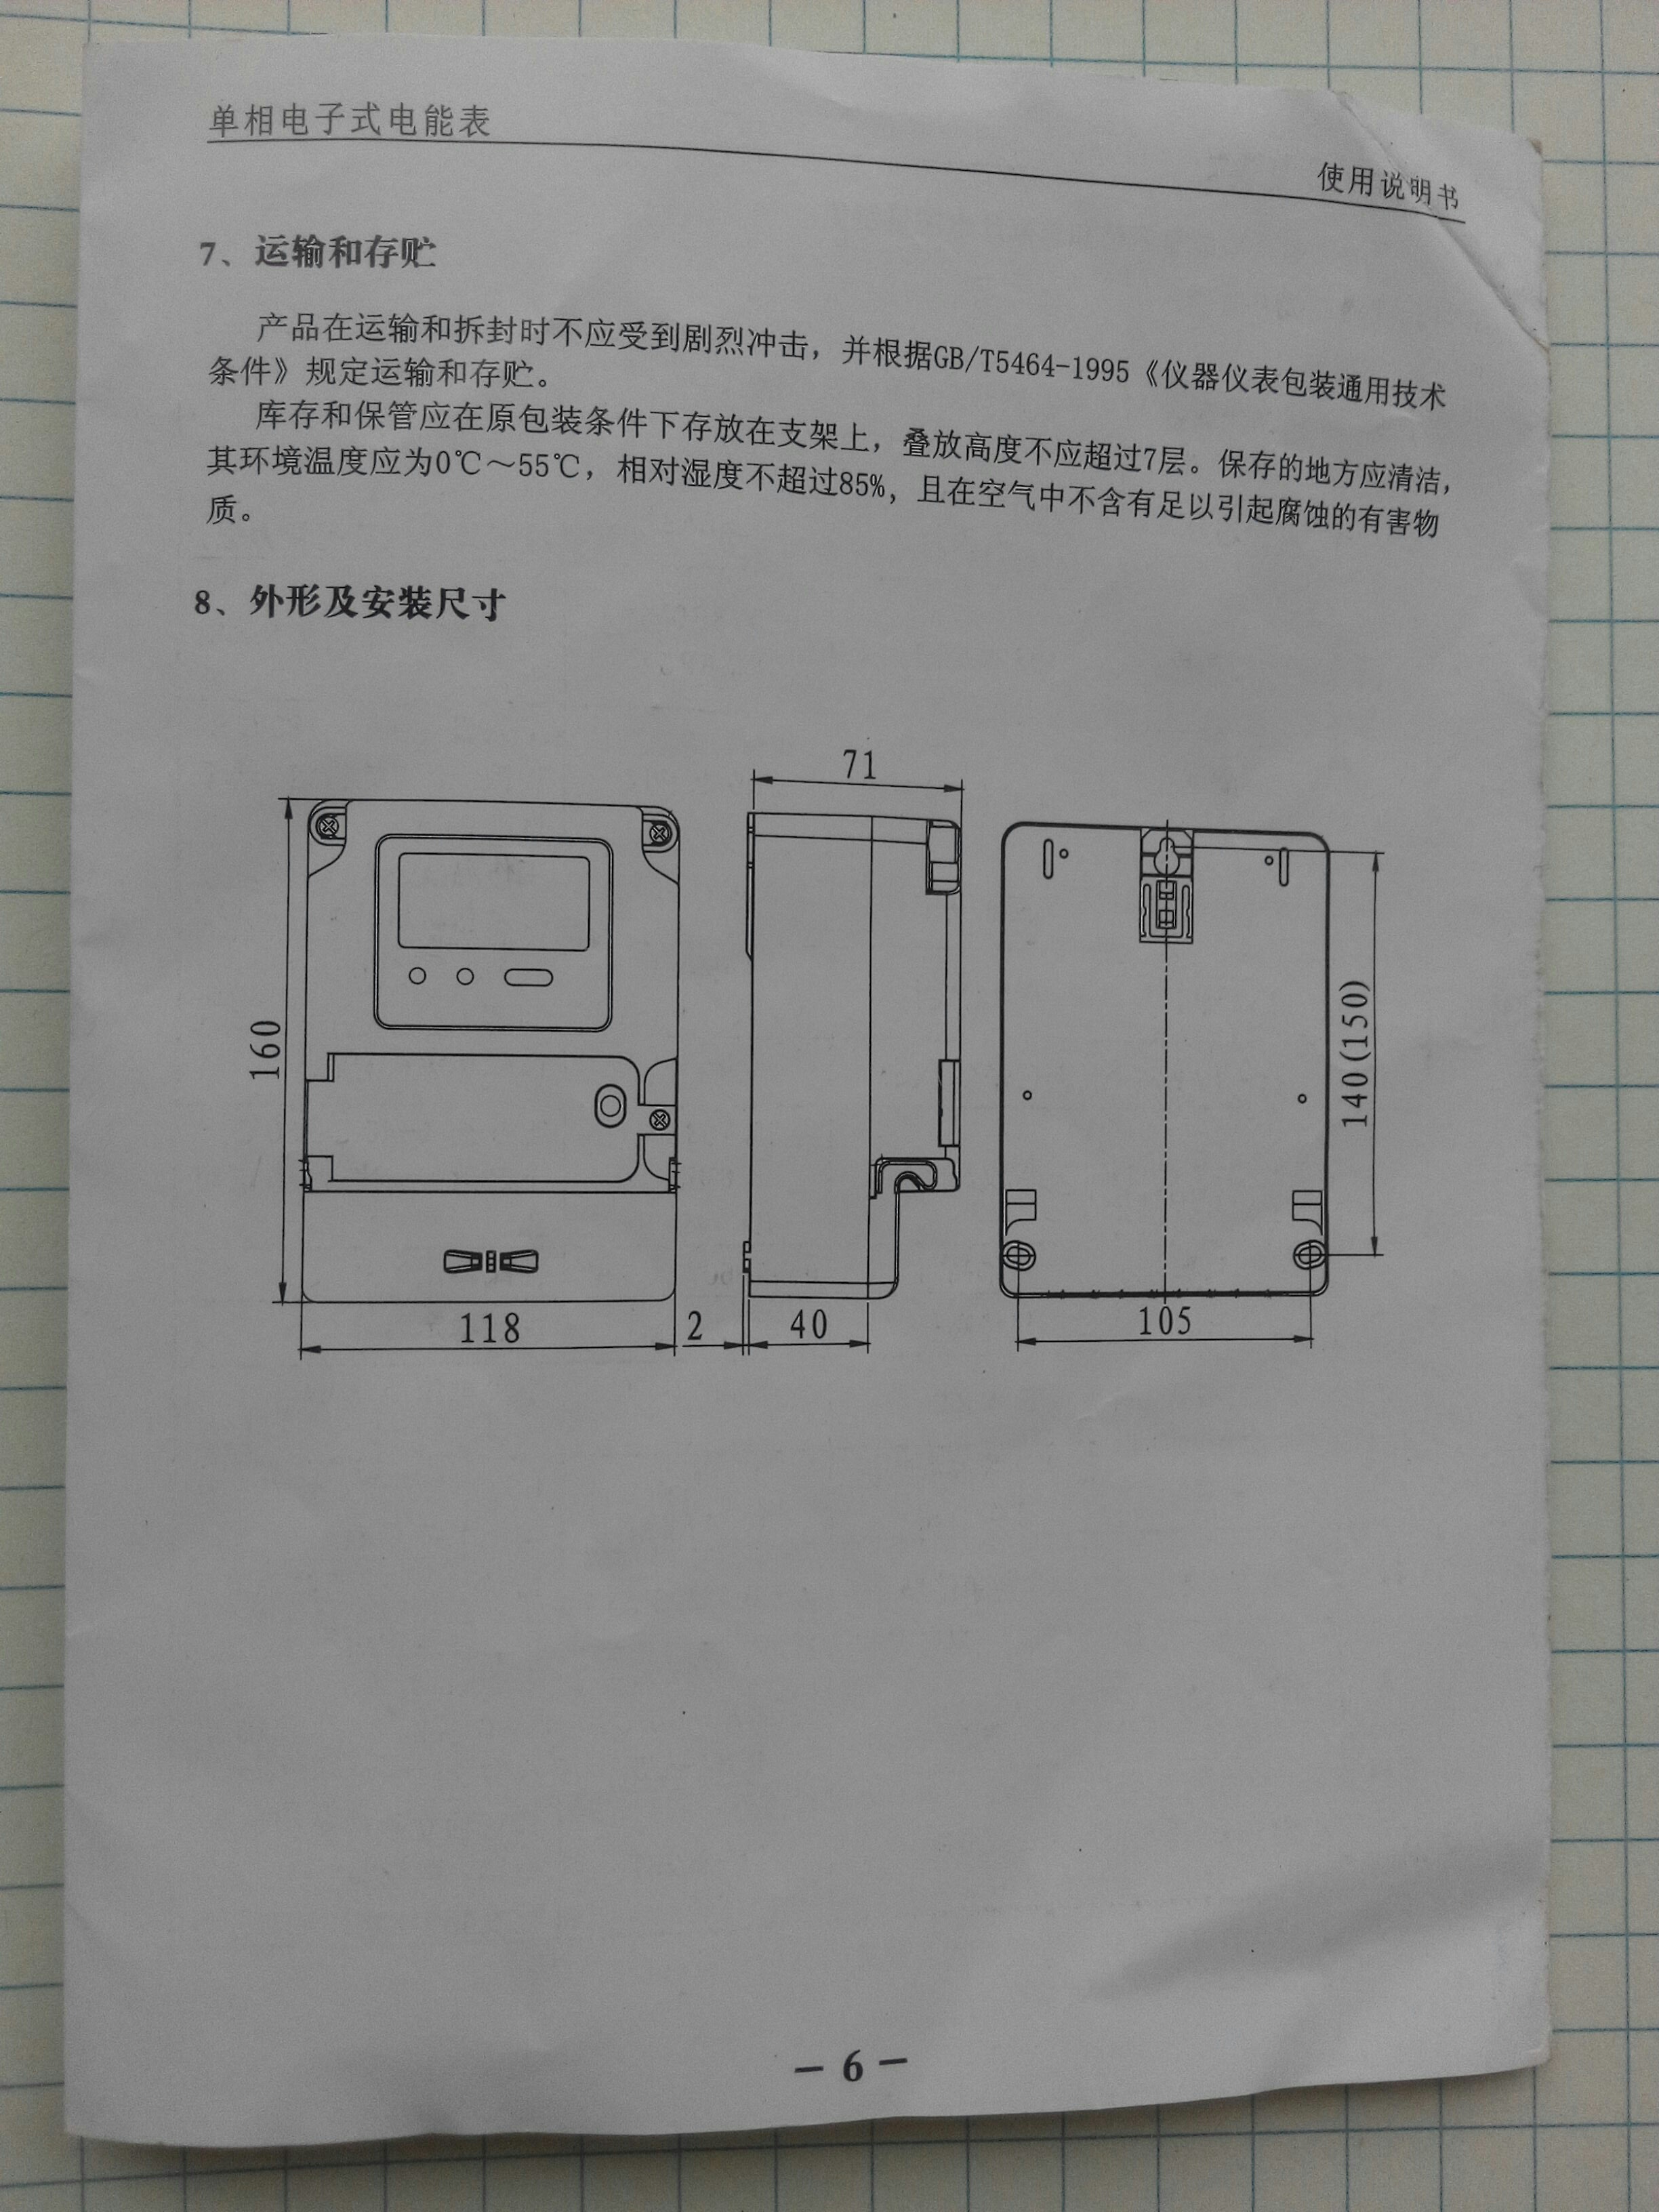 单相电子式电能表
使用说明书
7、运输和存贮
产品在运输和拆封时不应受到剧烈冲击，并根据GB/T5464-1995《仪器仪表包装通用技术
条件》规定运输和存贮。
库存和保管应在原包装条件下存放在支架上，叠放高度不应超过7层。保存的地方应清洁，
其环境温度应为0℃～55℃，相对湿度不超过85%，且在空气中不含有足以引起腐蚀的有害物
质。
8、外形及安装尺寸
71
160
140(150)
118
2
40
105
－6－